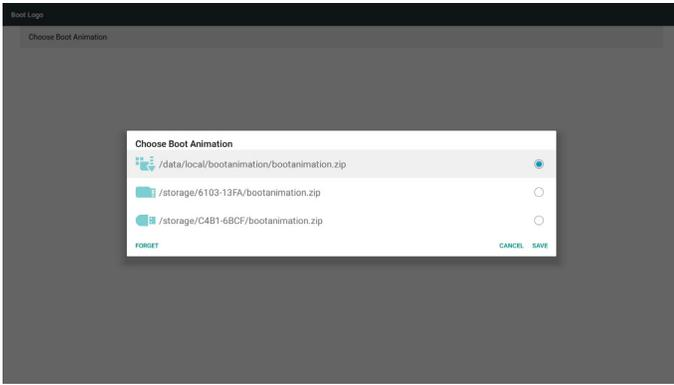 Boot Logo
Choose Boot Animation
Choose Boot Animation
/data/local/bootanimation/bootanimation.zip
/storage/6103-13FA/bootanimation.zip
/storage/C4B1-6BCF/bootanimation.zip
FORGET CANCEL SAVE